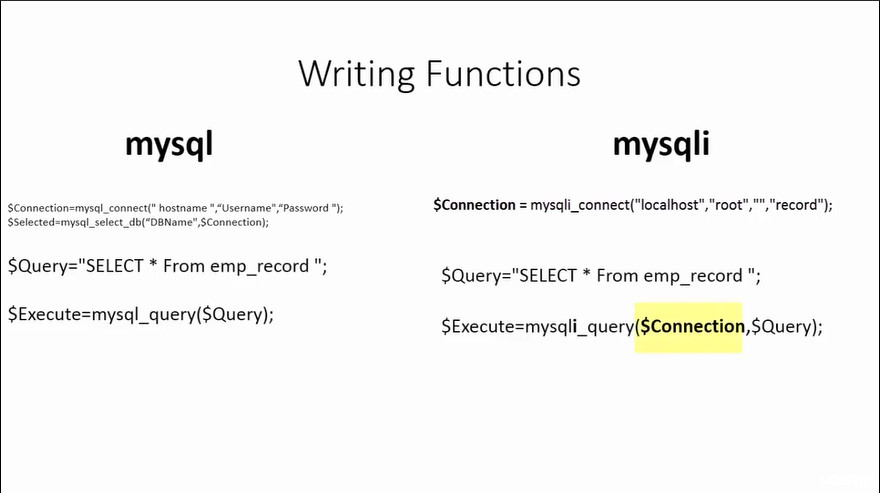 Writing Functions
mysql
$Connection=mysql_connect(" hostname ",“Username”,“Password ");
$Selected=mysql_select_db(“DBName”,$Connection);
$Query="SELECT * From emp_record ";
$Execute=mysql_query($Query);
mysqli
$Connection = mysqli_connect("localhost","root","","record");
$Query="SELECT * From emp_record ";
$Execute=mysqli_query($Connection,$Query);